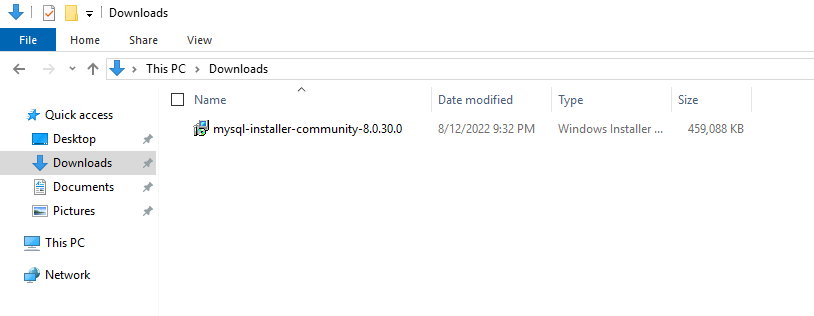 Downloads
File Home Share View
This PC Downloads
Name Date modified Type Size
Quick access
mysql-installer-community-8.0.30.0 8/12/2022 9:32 PM Windows Installer ... 459,088 KB
Desktop
Downloads
Documents
Pictures
This PC
Network